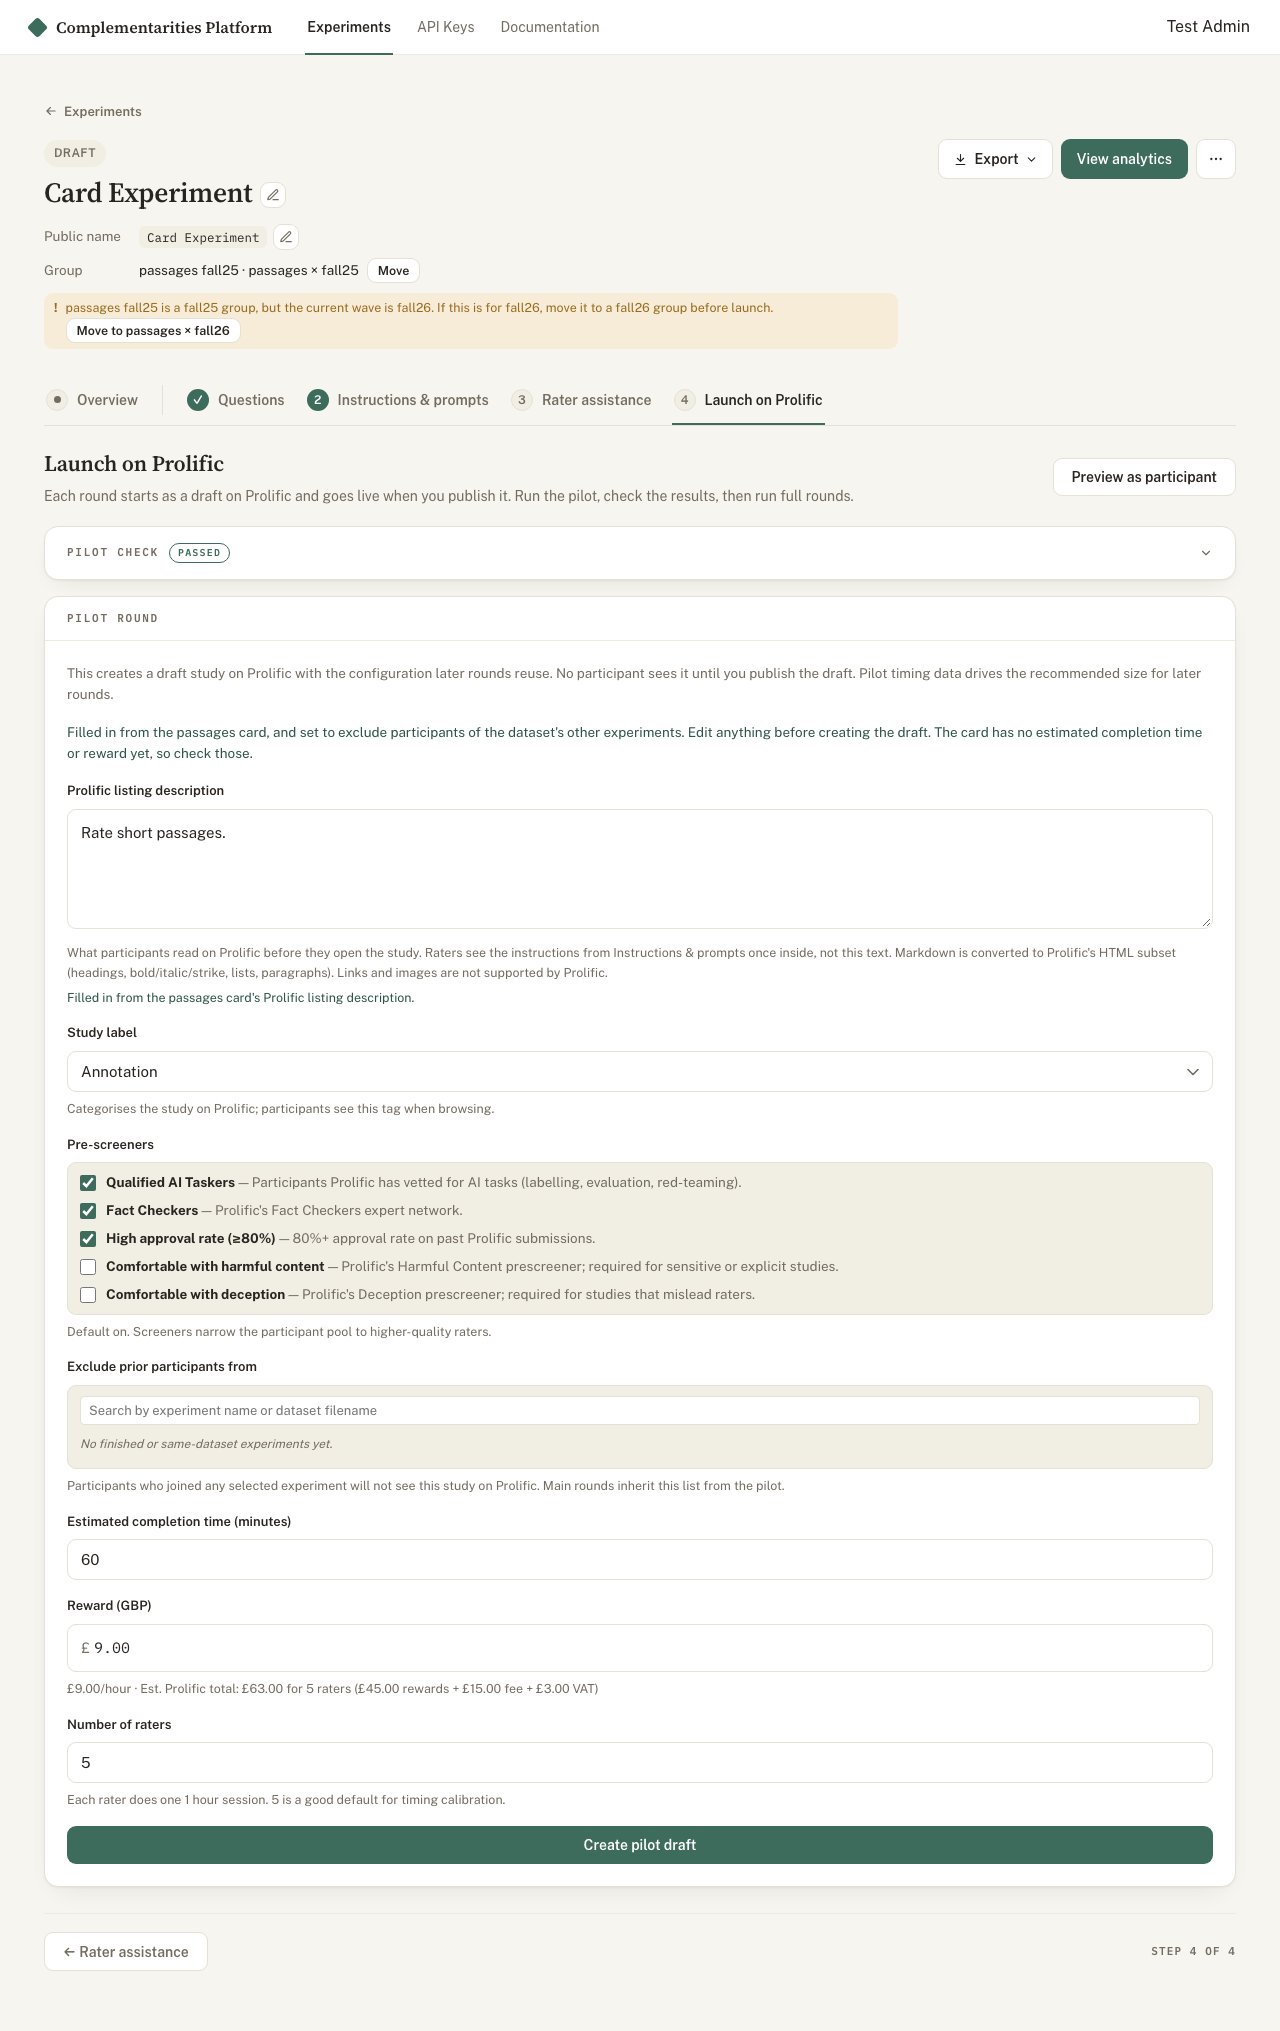 Complementarities Platform
Experiments
API Keys
Documentation
Test Admin
← Experiments
DRAFT
Export
View analytics
···
Card Experiment
Public name
Card Experiment
Group
passages fall25 · passages × fall25
Move
! passages fall25 is a fall25 group, but the current wave is fall26. If this is for fall26, move it to a fall26 group before launch.
Move to passages × fall26
Overview
Questions
2 Instructions & prompts
3 Rater assistance
4 Launch on Prolific
Launch on Prolific
Each round starts as a draft on Prolific and goes live when you publish it. Run the pilot, check the results, then run full rounds.
Preview as participant
PILOT CHECK
PASSED
PILOT ROUND
This creates a draft study on Prolific with the configuration later rounds reuse. No participant sees it until you publish the draft. Pilot timing data drives the recommended size for later
rounds.
Filled in from the passages card, and set to exclude participants of the dataset's other experiments. Edit anything before creating the draft. The card has no estimated completion time
or reward yet, so check those.
Prolific listing description
Rate short passages.
What participants read on Prolific before they open the study. Raters see the instructions from Instructions & prompts once inside, not this text. Markdown is converted to Prolific's HTML subset
(headings, bold/italic/strike, lists, paragraphs). Links and images are not supported by Prolific.
Filled in from the passages card's Prolific listing description.
Study label
Annotation
Categorises the study on Prolific; participants see this tag when browsing.
Pre-screeners
Qualified AI Taskers — Participants Prolific has vetted for AI tasks (labelling, evaluation, red-teaming).
Fact Checkers — Prolific's Fact Checkers expert network.
High approval rate (≥80%) — 80%+ approval rate on past Prolific submissions.
Comfortable with harmful content — Prolific's Harmful Content prescreener; required for sensitive or explicit studies.
Comfortable with deception — Prolific's Deception prescreener; required for studies that mislead raters.
Default on. Screeners narrow the participant pool to higher-quality raters.
Exclude prior participants from
Search by experiment name or dataset filename
No finished or same-dataset experiments yet.
Participants who joined any selected experiment will not see this study on Prolific. Main rounds inherit this list from the pilot.
Estimated completion time (minutes)
60
Reward (GBP)
£ 9.00
£9.00/hour · Est. Prolific total: £63.00 for 5 raters (£45.00 rewards + £15.00 fee + £3.00 VAT)
Number of raters
5
Each rater does one 1 hour session. 5 is a good default for timing calibration.
Create pilot draft
← Rater assistance
STEP 4 OF 4